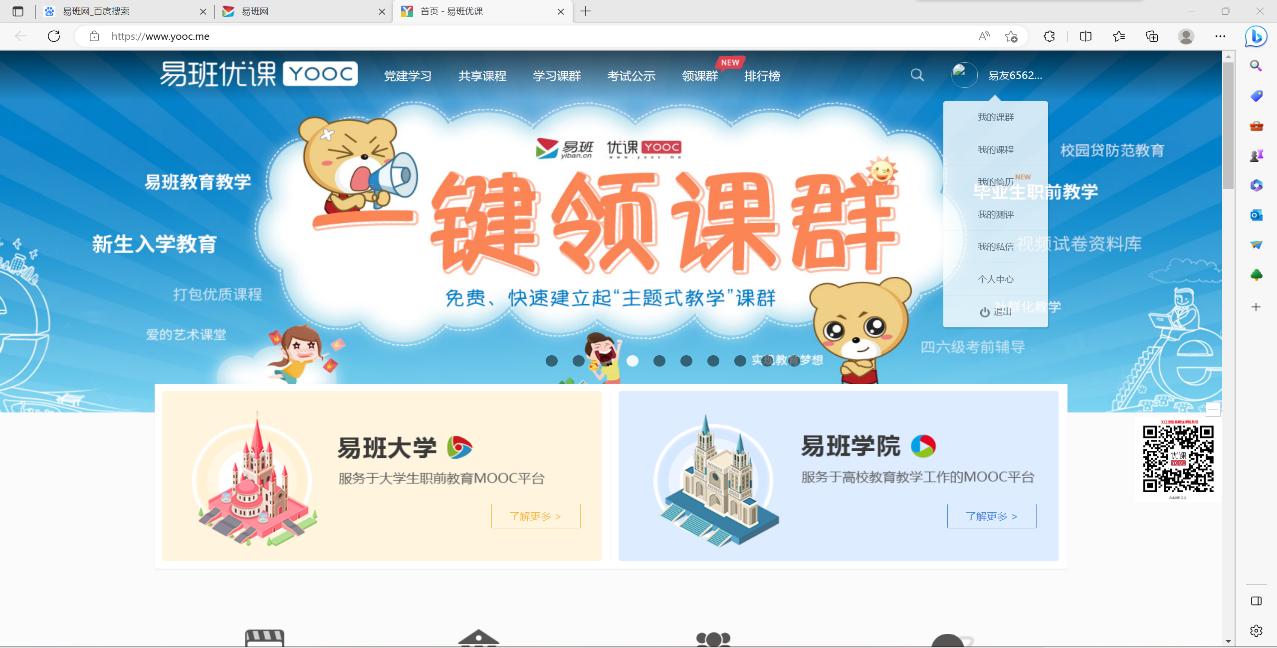 易班网_百度搜索
易班网
首页 - 易班优课
https://www.yooc.me
易班优课 YOOC
党建学习
共享课程
学习课群
考试公示
领课群
NEW
排行榜
易友6562...
我的课群
我的课程
我的简历
NEW
我的测评
我的私信
个人中心
退出
易班
yiban.cn
优课 YOOC
www.yooc.me
一键领课群
免费、快速建立起“主题式教学”课群
易班教育教学
新生入学教育
打包优质课程
爱的艺术课堂
校园贷防范教育
毕业生职前教学
视频试卷资料库
社群化教学
四六级考前辅导
易班大学
服务于大学生职前教育MOOC平台
了解更多 >
易班学院
服务于高校教育教学工作的MOOC平台
了解更多 >
优课
YOOC